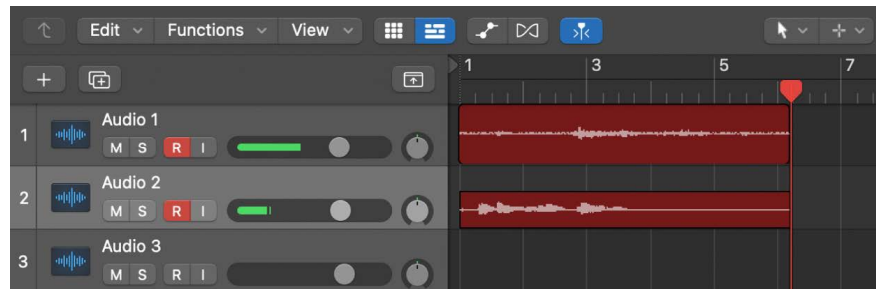 Edit Functions View
1 3 5 7
1 Audio 1
M S R I
2 Audio 2
M S R I
3 Audio 3
M S R I